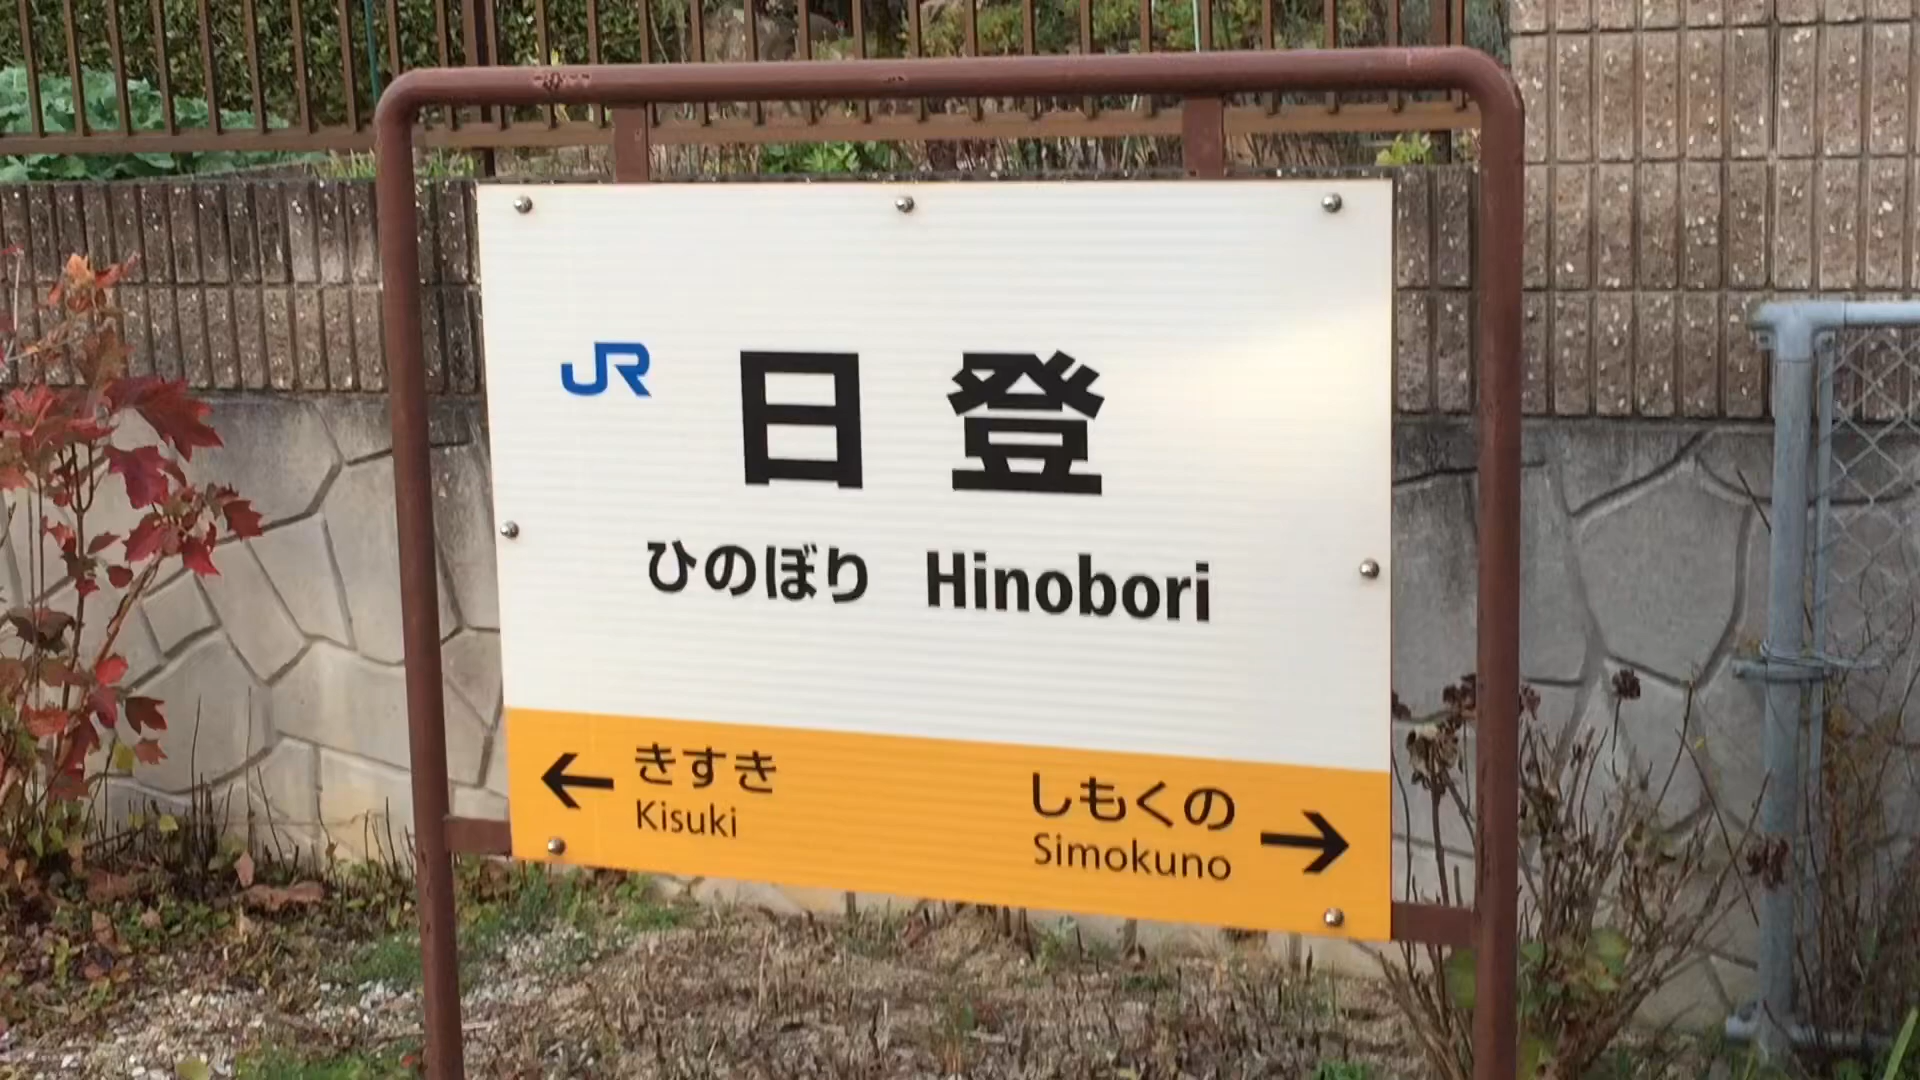 JR 日登
ひのぼり Hinobori
← きすき
Kisuki
しもくの →
Simokuno